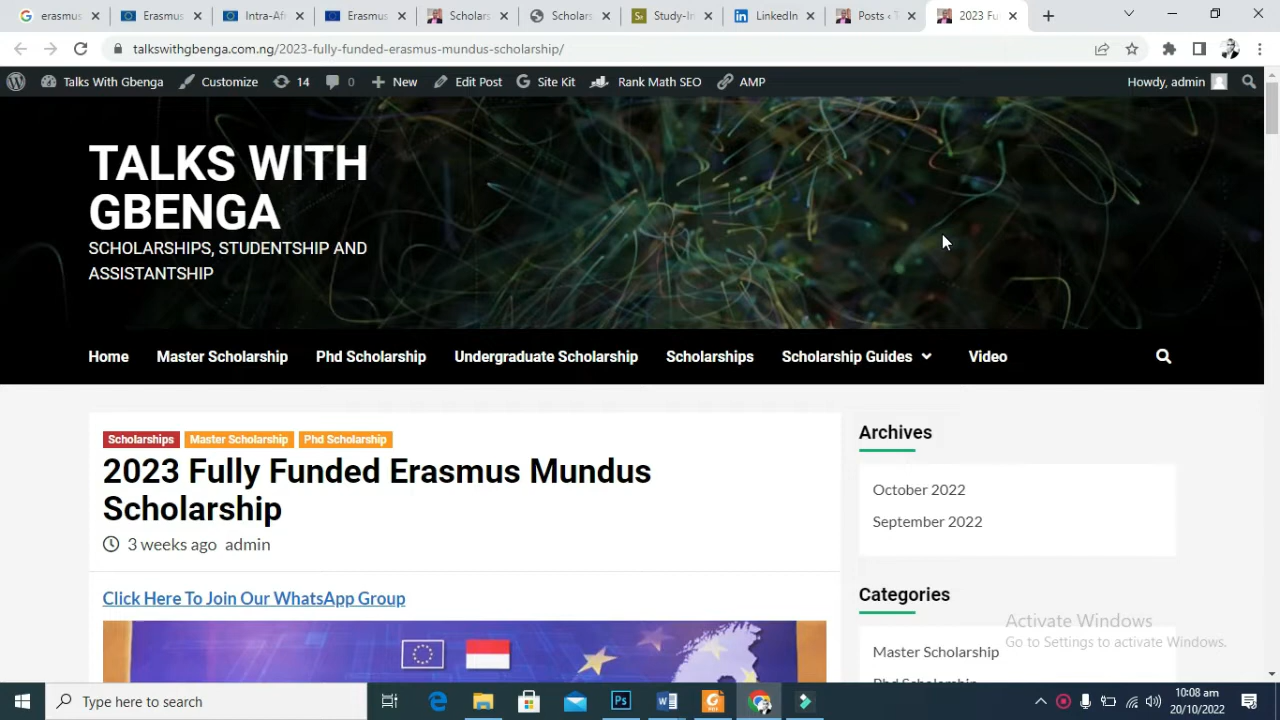 erasmus
Erasmus
'Intra-Af
Erasmus
Scholars
Scholars
Study-In
LinkedIn
Posts ‹ T
2023 Fu
talkswithgbenga.com.ng/2023-fully-funded-erasmus-mundus-scholarship/
Talks With Gbenga
Customize
14
0
New
Edit Post
Site Kit
Rank Math SEO
AMP
Howdy, admin
TALKS WITH
GBENGA
SCHOLARSHIPS, STUDENTSHIP AND
ASSISTANTSHIP
Home
Master Scholarship
Phd Scholarship
Undergraduate Scholarship
Scholarships
Scholarship Guides
Video
Scholarships
Master Scholarship
Phd Scholarship
2023 Fully Funded Erasmus Mundus
Scholarship
3 weeks ago admin
Click Here To Join Our WhatsApp Group
Archives
October 2022
September 2022
Categories
Master Scholarship
Phd Scholarship
Activate Windows
Go to Settings to activate Windows.
Type here to search
10:08 am
20/10/2022